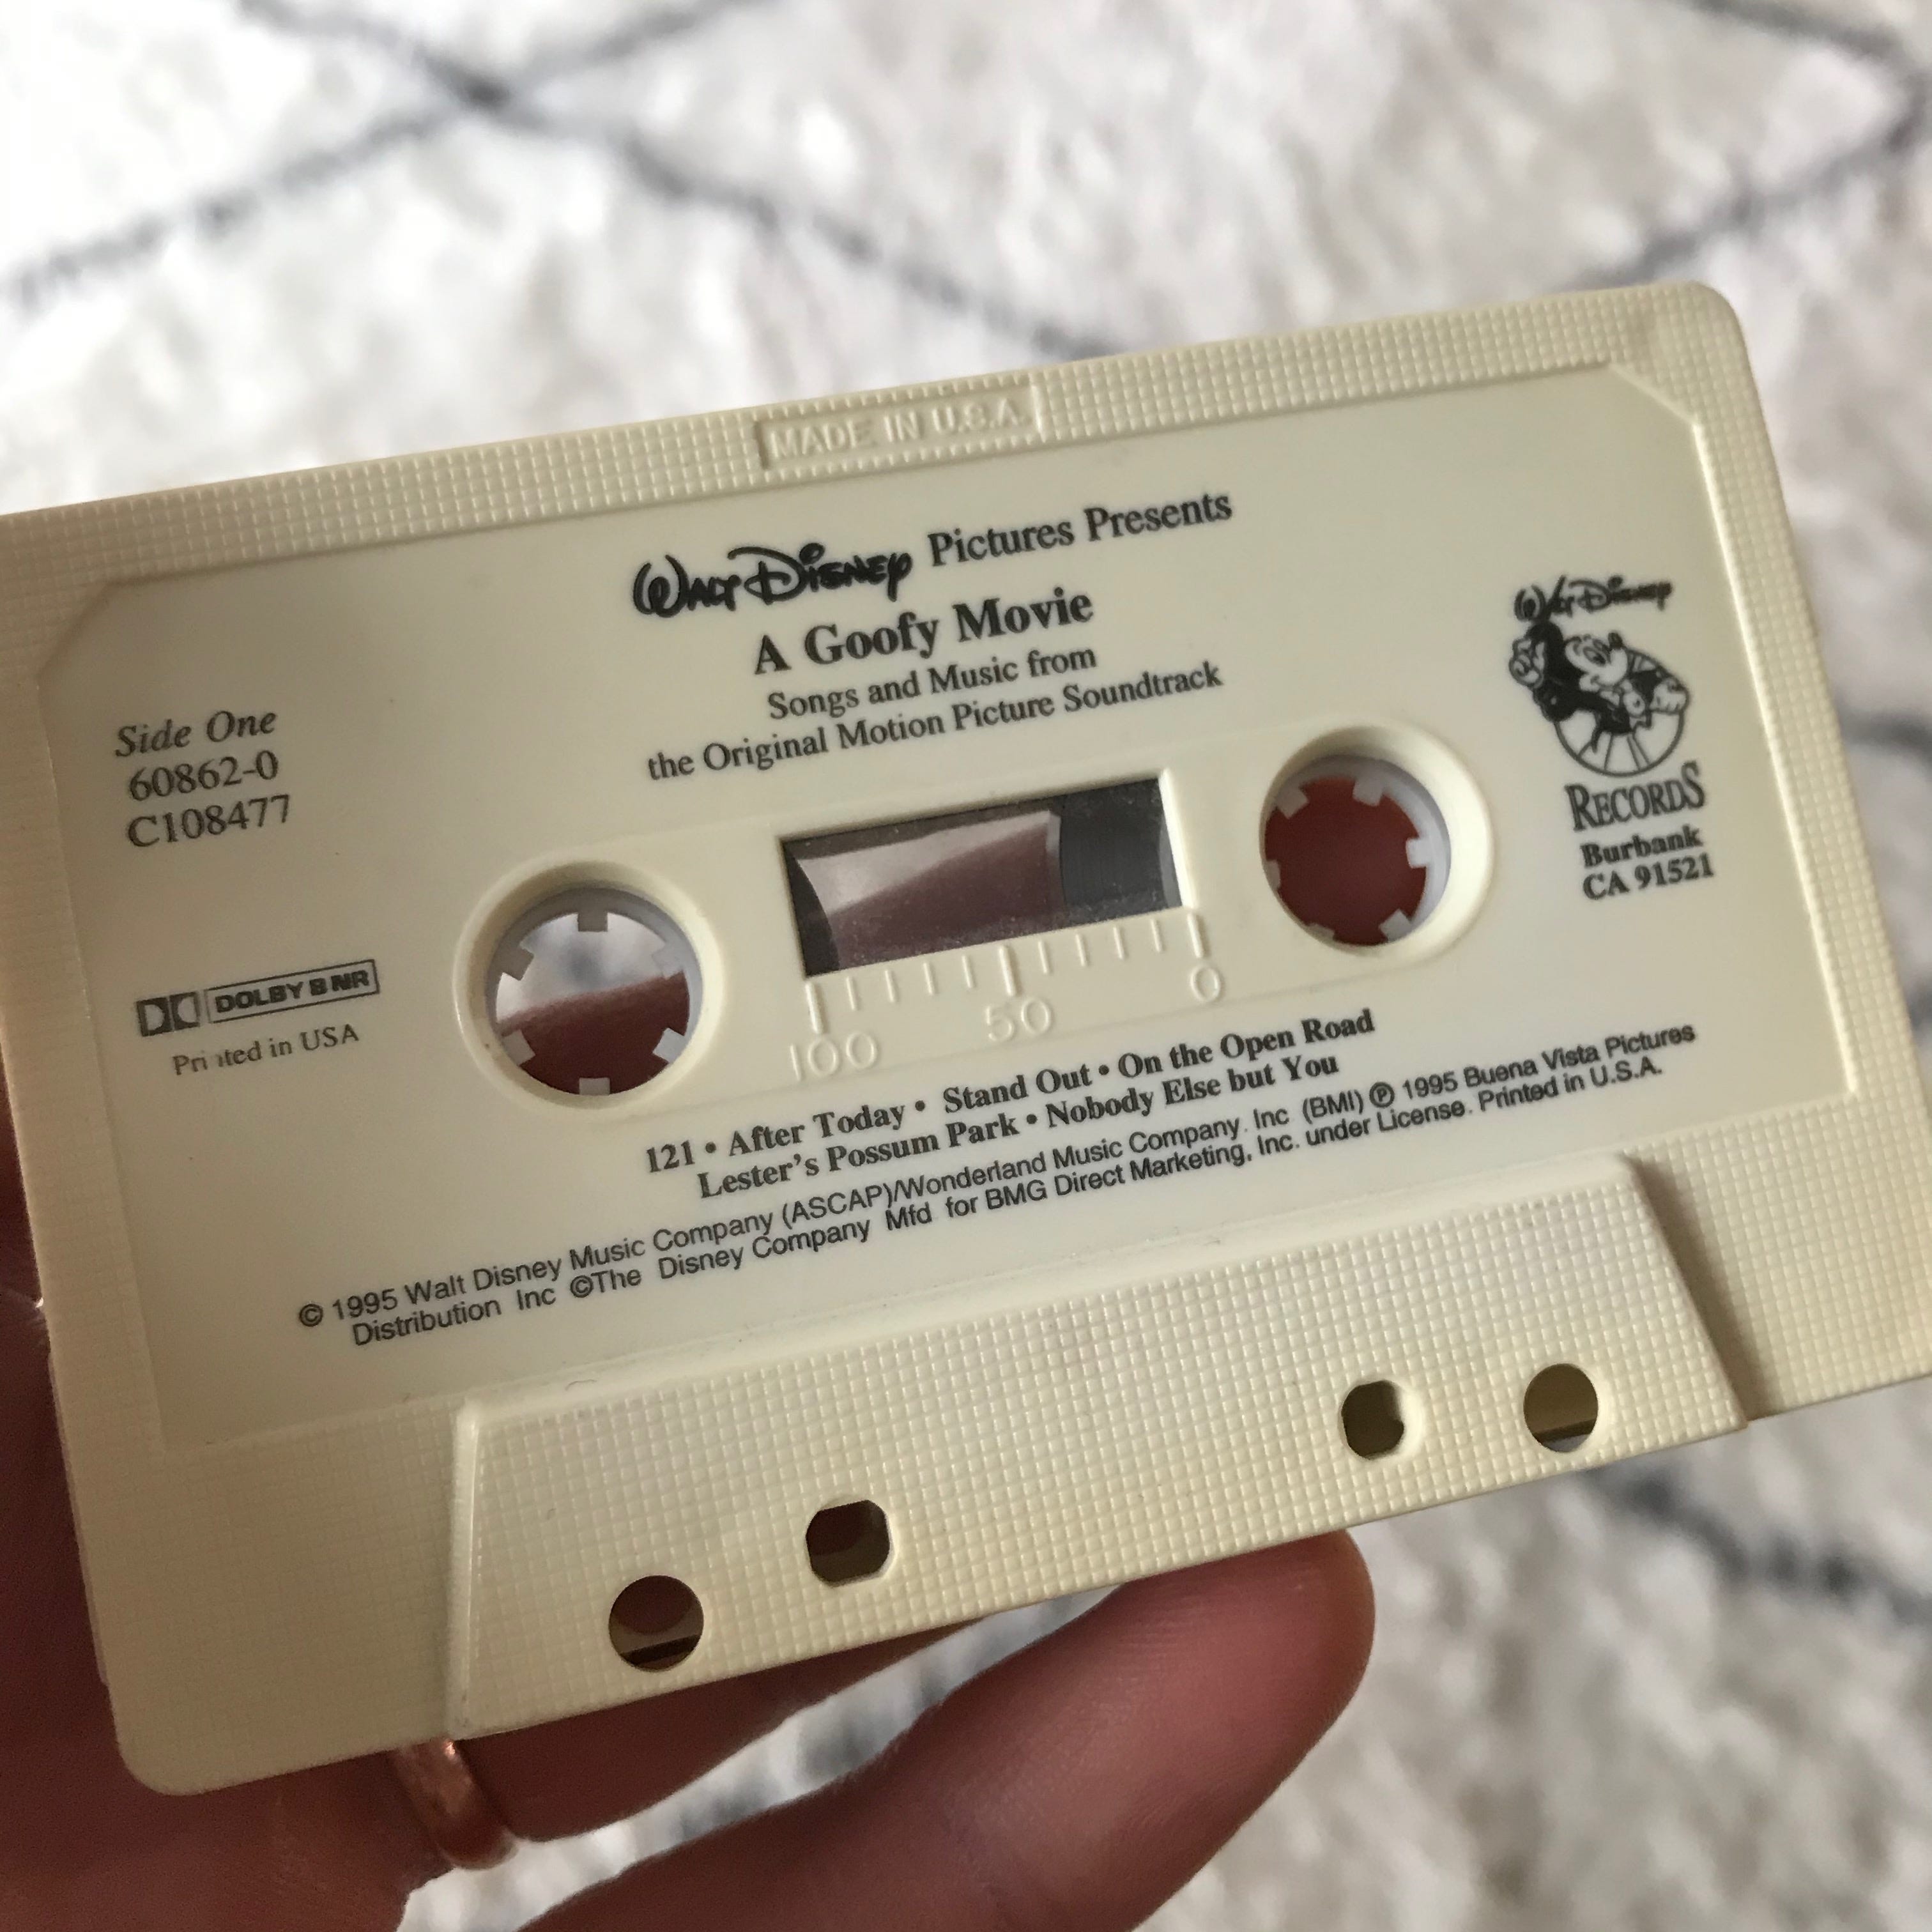 MADE IN U.S.A.
Walt Disney Pictures Presents
A Goofy Movie
Songs and Music from
the Original Motion Picture Soundtrack
Side One
60862-0
C108477
DOLBY B NR
Printed in USA
Walt Disney
RECORDS
Burbank
CA 91521
100 50 0
121 • After Today • Stand Out • On the Open Road
Lester's Possum Park • Nobody Else but You
© 1995 Walt Disney Music Company (ASCAP)/Wonderland Music Company. Inc (BMI) ℗ 1995 Buena Vista Pictures
Distribution Inc ©The Disney Company Mfd for BMG Direct Marketing, Inc. under License. Printed in U.S.A.